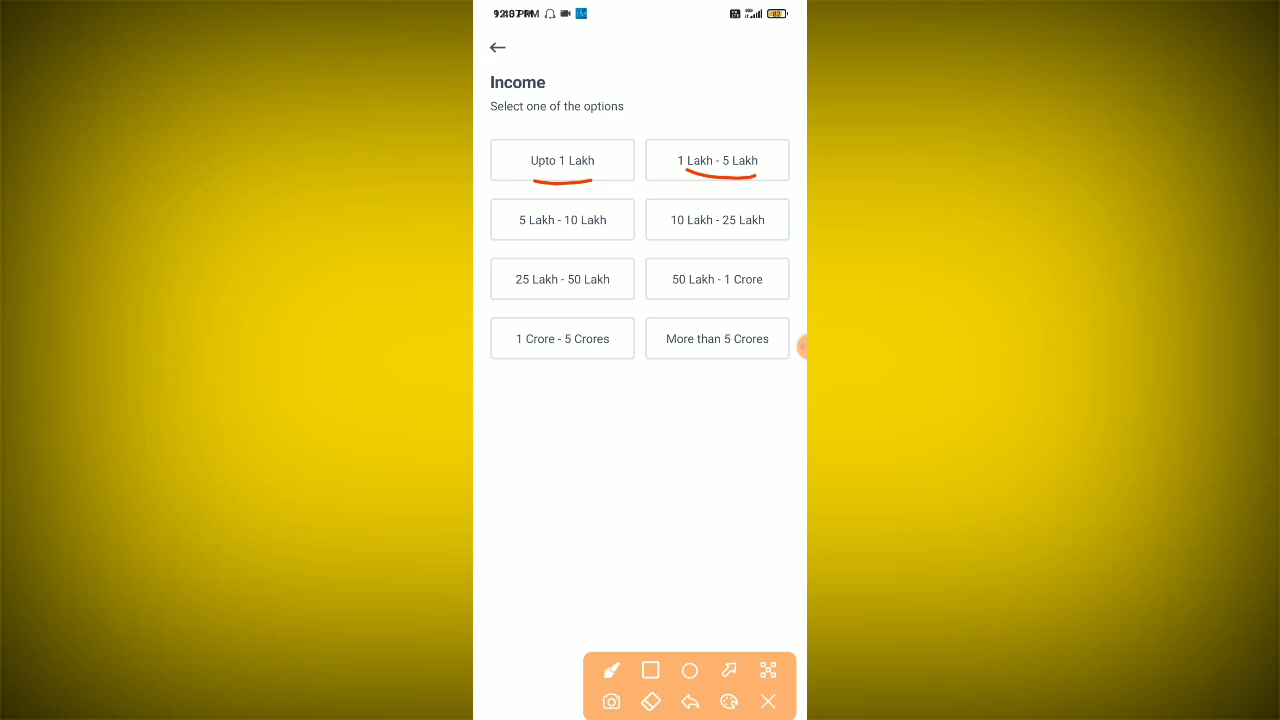 Income
Select one of the options
Upto 1 Lakh
1 Lakh - 5 Lakh
5 Lakh - 10 Lakh
10 Lakh - 25 Lakh
25 Lakh - 50 Lakh
50 Lakh - 1 Crore
1 Crore - 5 Crores
More than 5 Crores